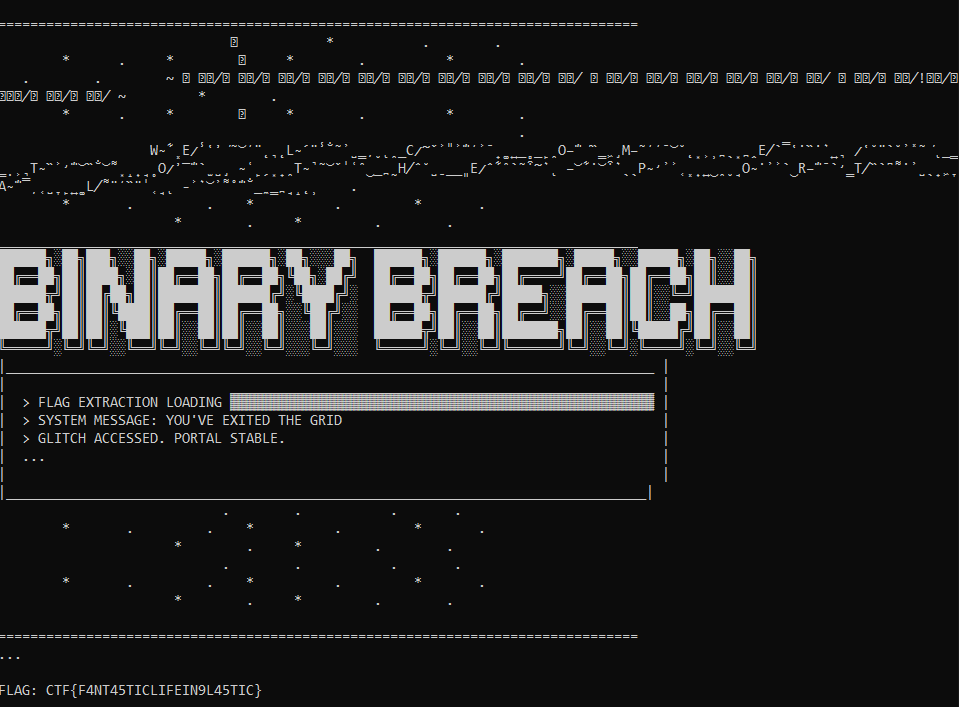 W~E/L~C/O~M~E/ /
T~O/ ~ T~H/E/ ~ P~O~R~T/
A~L/ ~
BINARY BREACH
> FLAG EXTRACTION LOADING
> SYSTEM MESSAGE: YOU'VE EXITED THE GRID
> GLITCH ACCESSED. PORTAL STABLE.
...
...
FLAG: CTF{F4NT45TICLIFEIN9L45TIC}